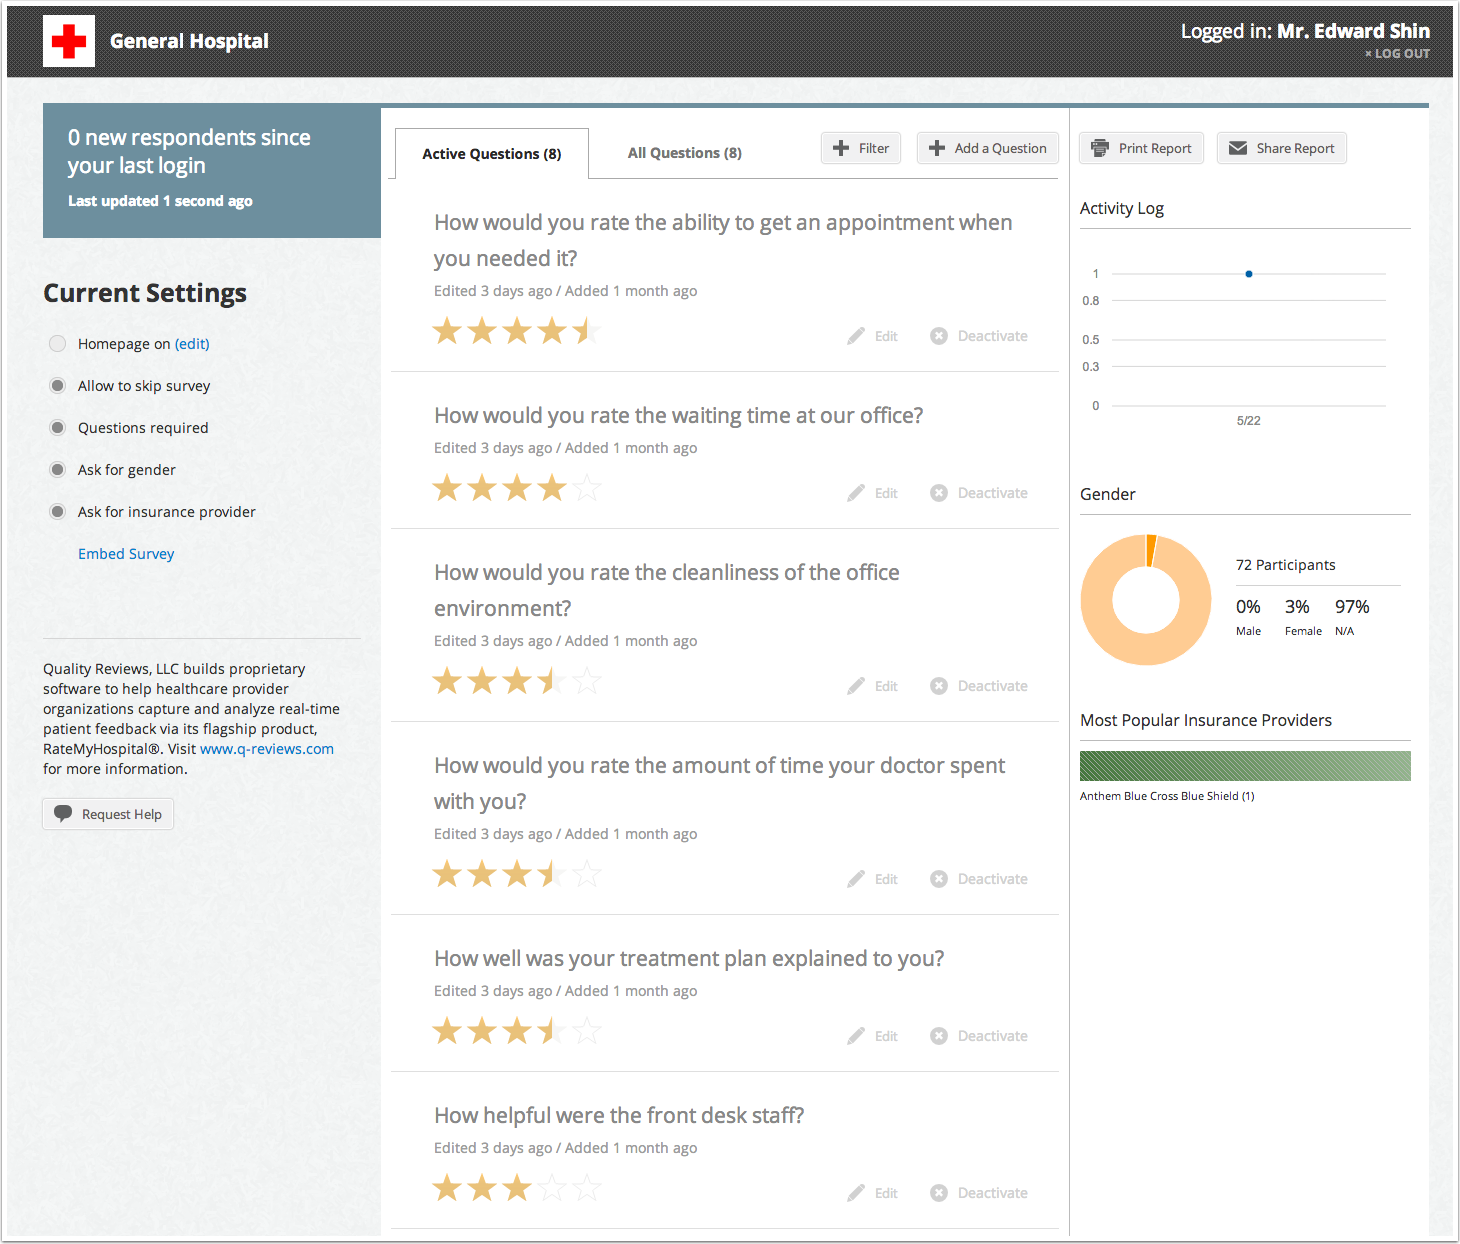 General Hospital
Logged in: Mr. Edward Shin
× LOG OUT
0 new respondents since
your last login
Last updated 1 second ago
Current Settings
Homepage on (edit)
Allow to skip survey
Questions required
Ask for gender
Ask for insurance provider
Embed Survey
Quality Reviews, LLC builds proprietary
software to help healthcare provider
organizations capture and analyze real-time
patient feedback via its flagship product,
RateMyHospital®. Visit www.q-reviews.com
for more information.
Request Help
Active Questions (8)
All Questions (8)
Filter
Add a Question
How would you rate the ability to get an appointment when
you needed it?
Edited 3 days ago / Added 1 month ago
Edit
Deactivate
How would you rate the waiting time at our office?
Edited 3 days ago / Added 1 month ago
Edit
Deactivate
How would you rate the cleanliness of the office
environment?
Edited 3 days ago / Added 1 month ago
Edit
Deactivate
How would you rate the amount of time your doctor spent
with you?
Edited 3 days ago / Added 1 month ago
Edit
Deactivate
How well was your treatment plan explained to you?
Edited 3 days ago / Added 1 month ago
Edit
Deactivate
How helpful were the front desk staff?
Edited 3 days ago / Added 1 month ago
Edit
Deactivate
Print Report
Share Report
Activity Log
1
0.8
0.5
0.3
0
5/22
Gender
72 Participants
0% 3% 97%
Male Female N/A
Most Popular Insurance Providers
Anthem Blue Cross Blue Shield (1)